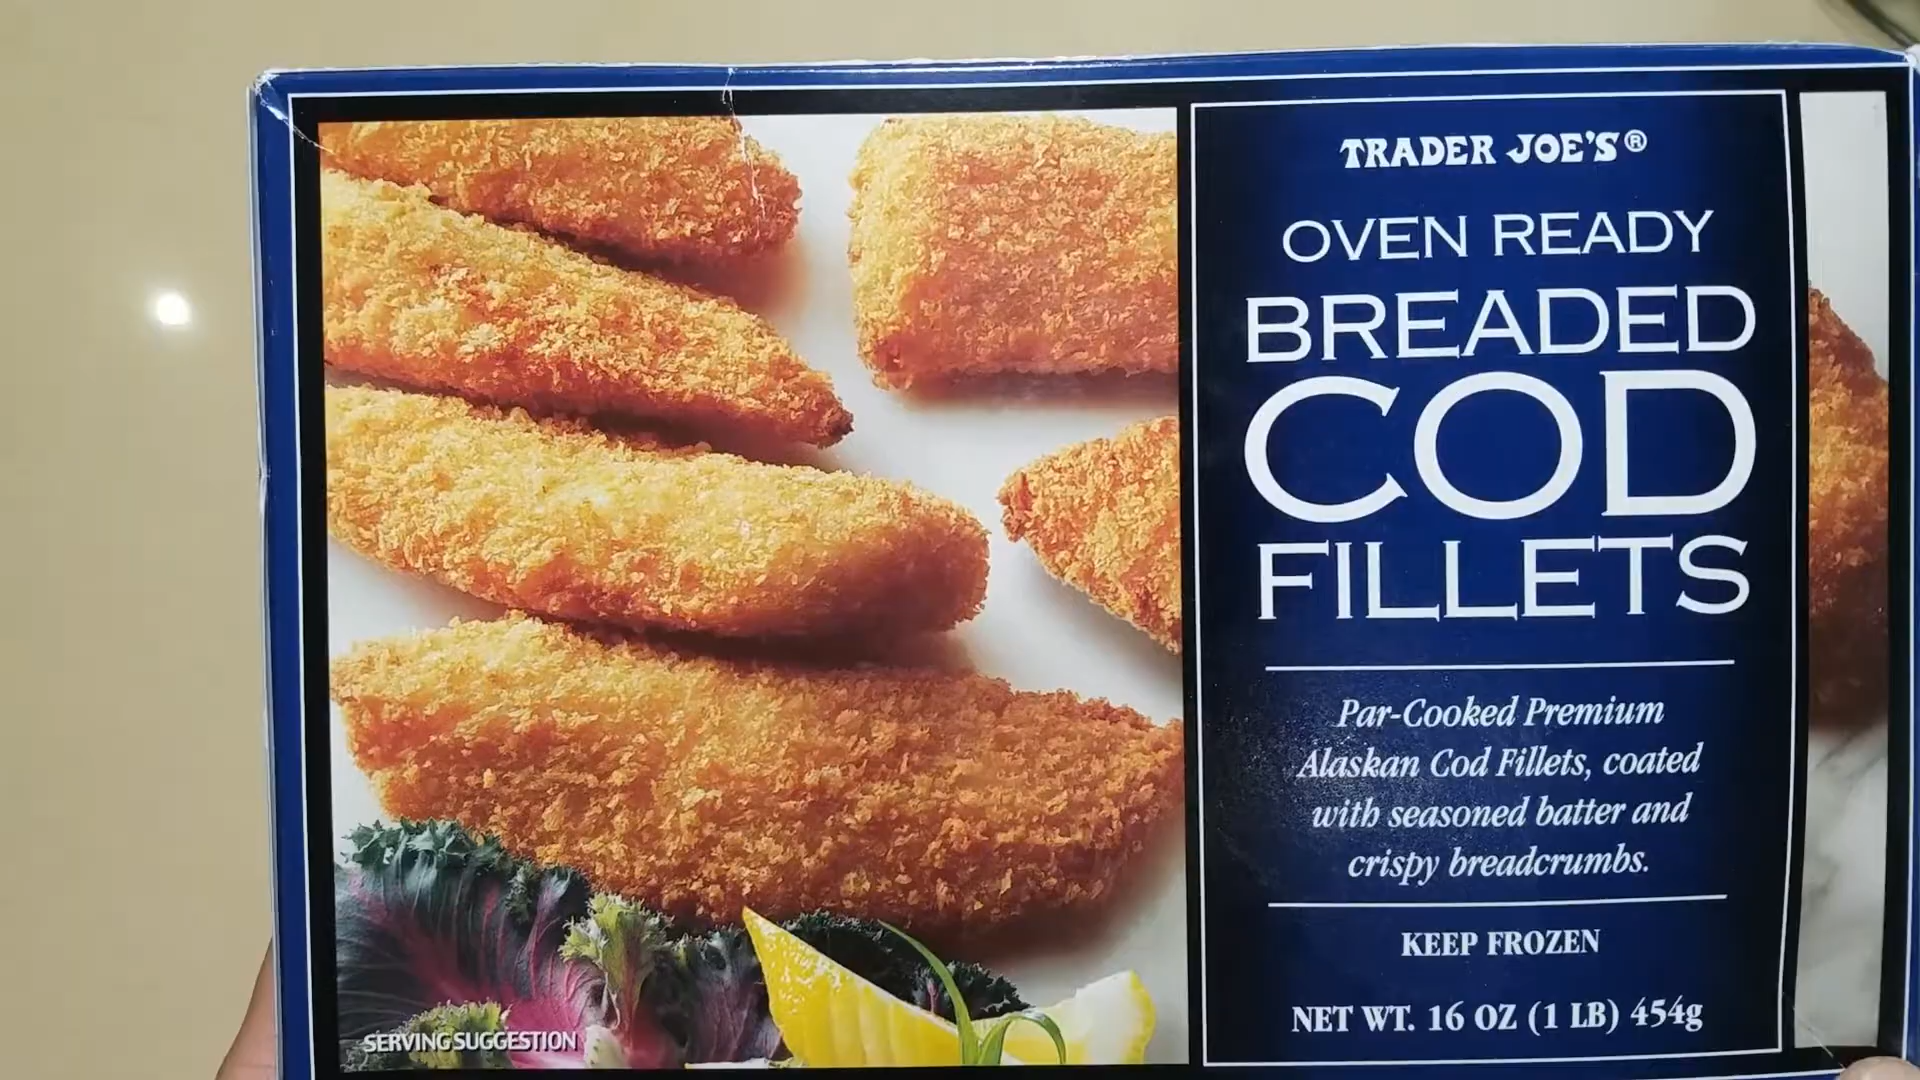 TRADER JOE'S®
OVEN READY
BREADED
COD
FILLETS
Par-Cooked Premium
Alaskan Cod Fillets, coated
with seasoned batter and
crispy breadcrumbs.
KEEP FROZEN
NET WT. 16 OZ (1 LB) 454g
SERVING SUGGESTION